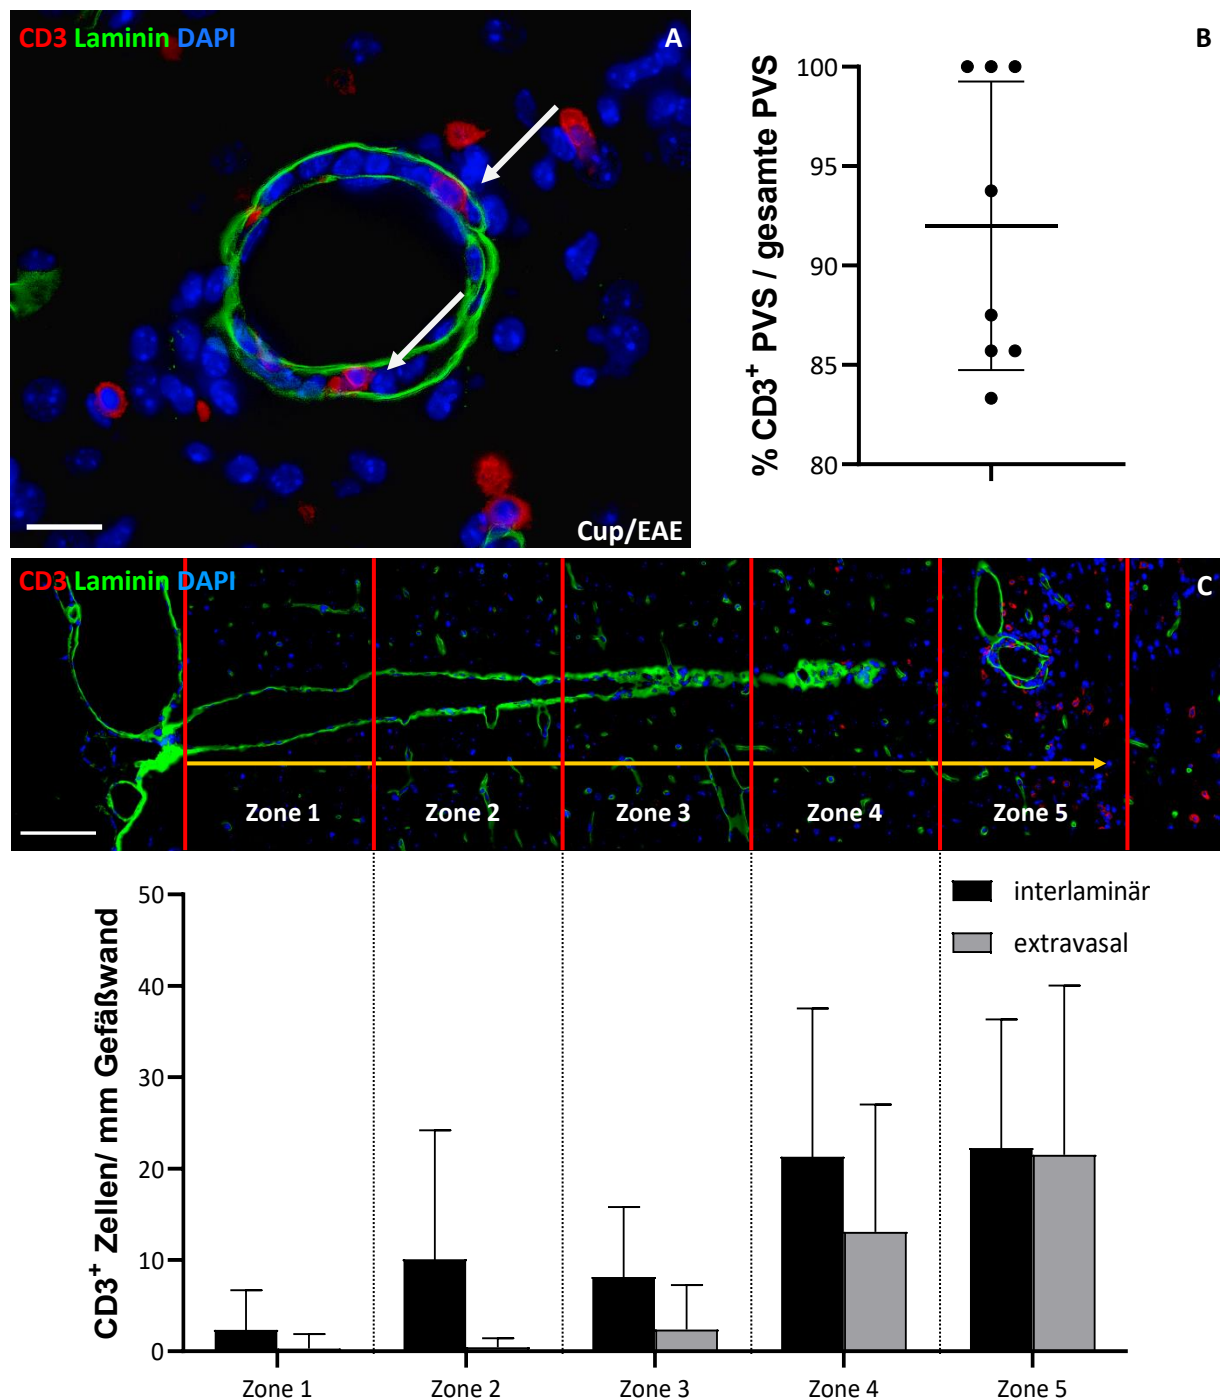 CD3 Laminin DAPI
A
Cup/EAE
B
% CD3⁺ PVS / gesamte PVS
100
95
90
85
80
CD3 Laminin DAPI
C
Zone 1
Zone 2
Zone 3
Zone 4
Zone 5
interlaminär
extravasal
CD3⁺ Zellen/ mm Gefäßwand
50
40
30
20
10
0
Zone 1
Zone 2
Zone 3
Zone 4
Zone 5